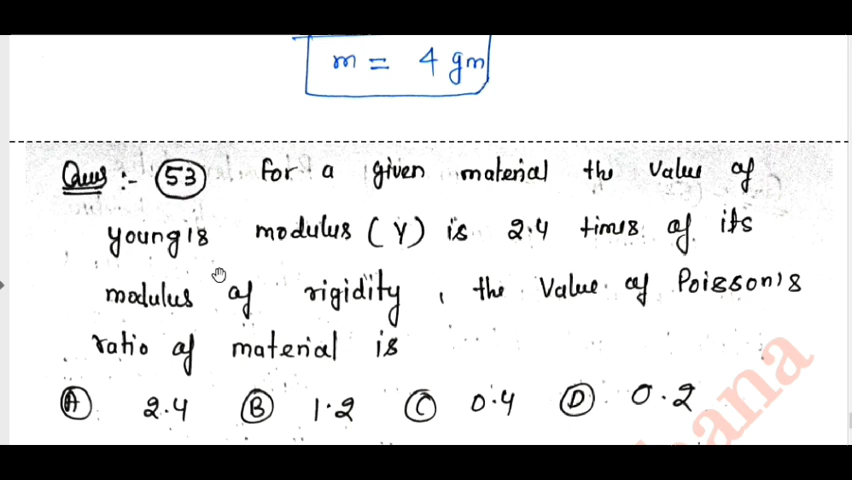 m = 4 gm
Ques :- 53 For a given material the value of
young's modulus (Y) is 2.4 times of its
modulus of rigidity, the value of Poisson's
ratio of material is
A 2.4 B 1.2 C 0.4 D 0.2